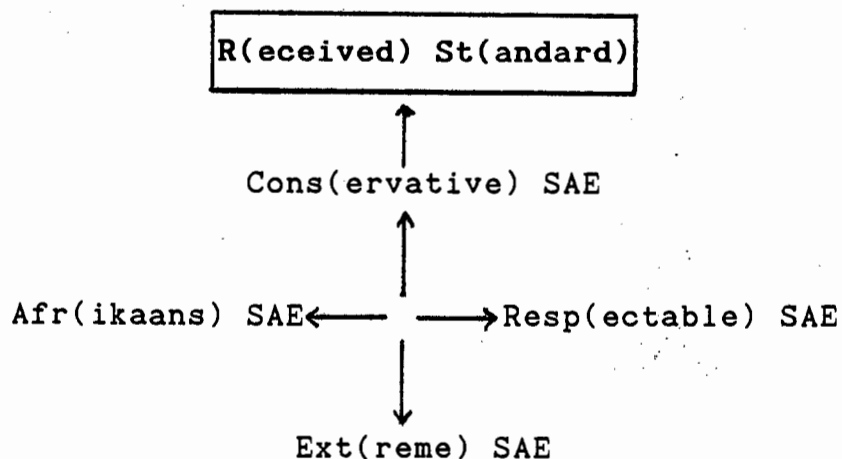 R(eceived) St(andard)
Cons(ervative) SAE
Afr(ikaans) SAE Resp(ectable) SAE
Ext(reme) SAE